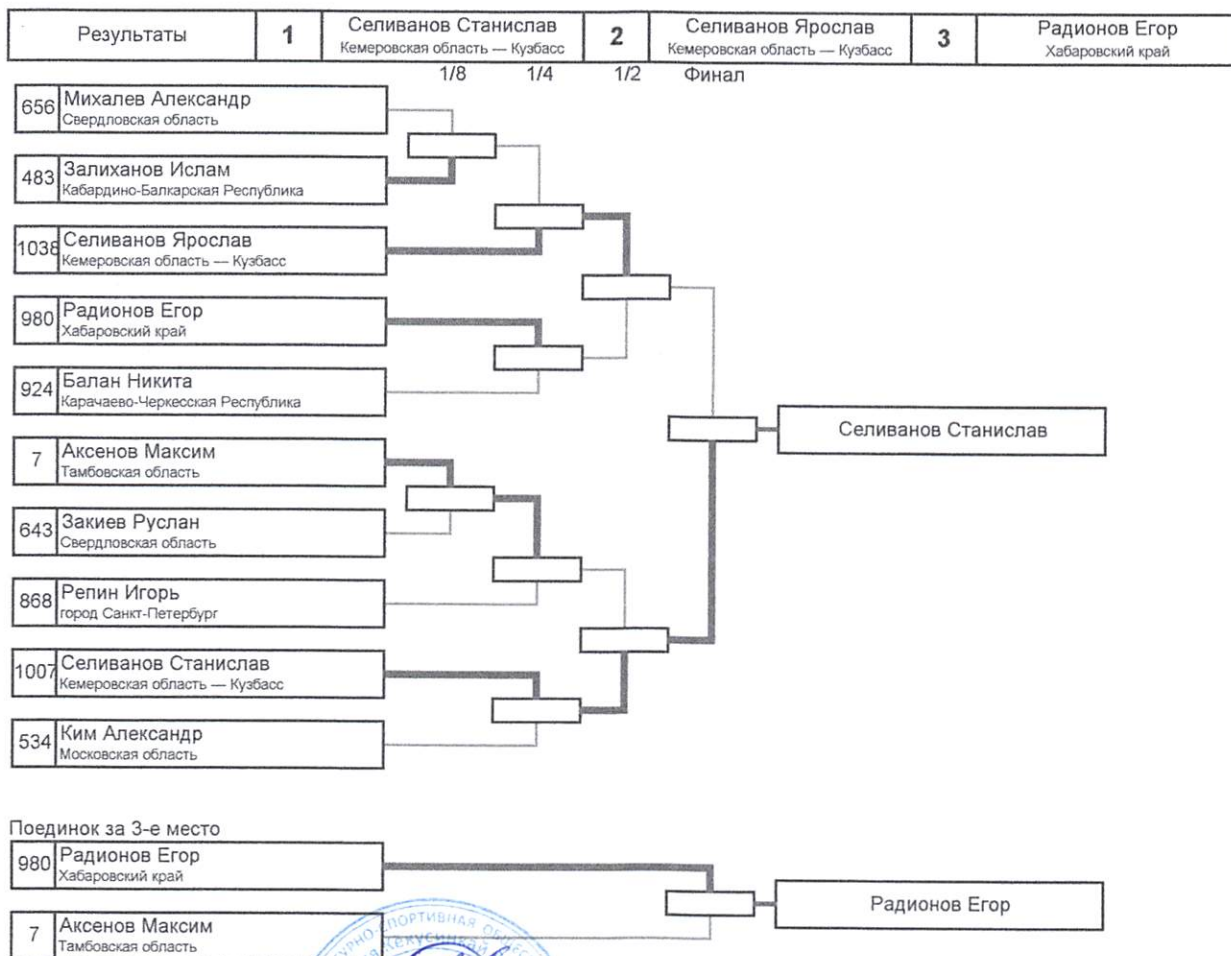 Результаты 1 Селиванов Станислав 2 Селиванов Ярослав 3 Радионов Егор
Кемеровская область — Кузбасс Кемеровская область — Кузбасс Хабаровский край
1/8 1/4 1/2 Финал
656 Михалев Александр
Свердловская область
483 Залиханов Ислам
Кабардино-Балкарская Республика
1038 Селиванов Ярослав
Кемеровская область — Кузбасс
980 Радионов Егор
Хабаровский край
924 Балан Никита
Карачаево-Черкесская Республика
Селиванов Станислав
7 Аксенов Максим
Тамбовская область
643 Закиев Руслан
Свердловская область
868 Репин Игорь
город Санкт-Петербург
1007 Селиванов Станислав
Кемеровская область — Кузбасс
534 Ким Александр
Московская область
Поединок за 3-е место
980 Радионов Егор
Хабаровский край
Радионов Егор
7 Аксенов Максим
Тамбовская область